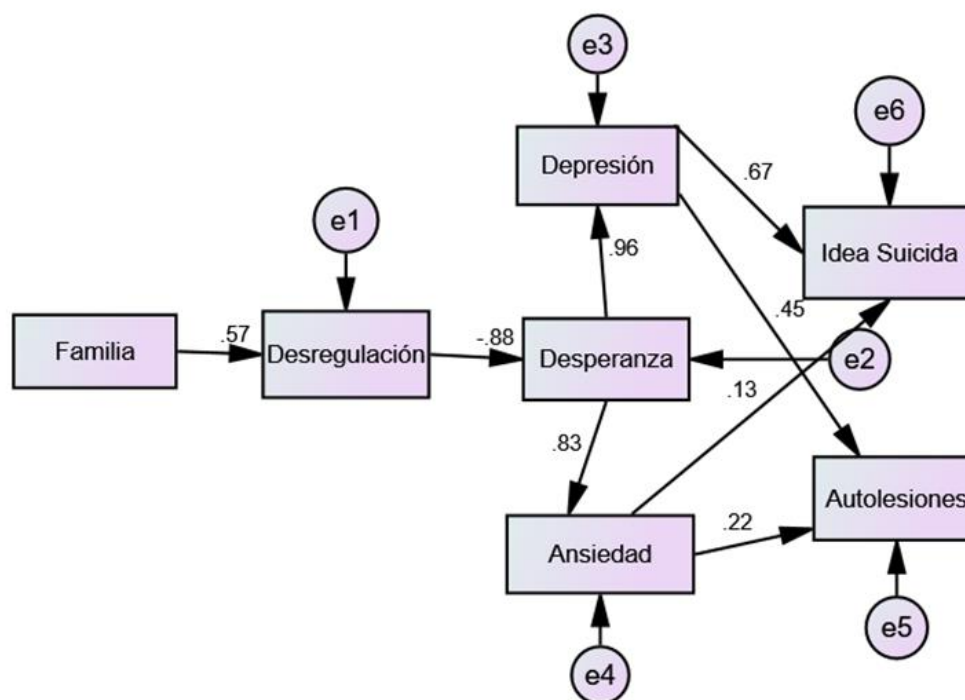 e3
e6
Depresión
.67
e1
Idea Suicida
.96
.45
Familia
.57
Desregulación
-.88
Desperanza
e2
.13
.83
Autolesiones
.22
Ansiedad
e5
e4